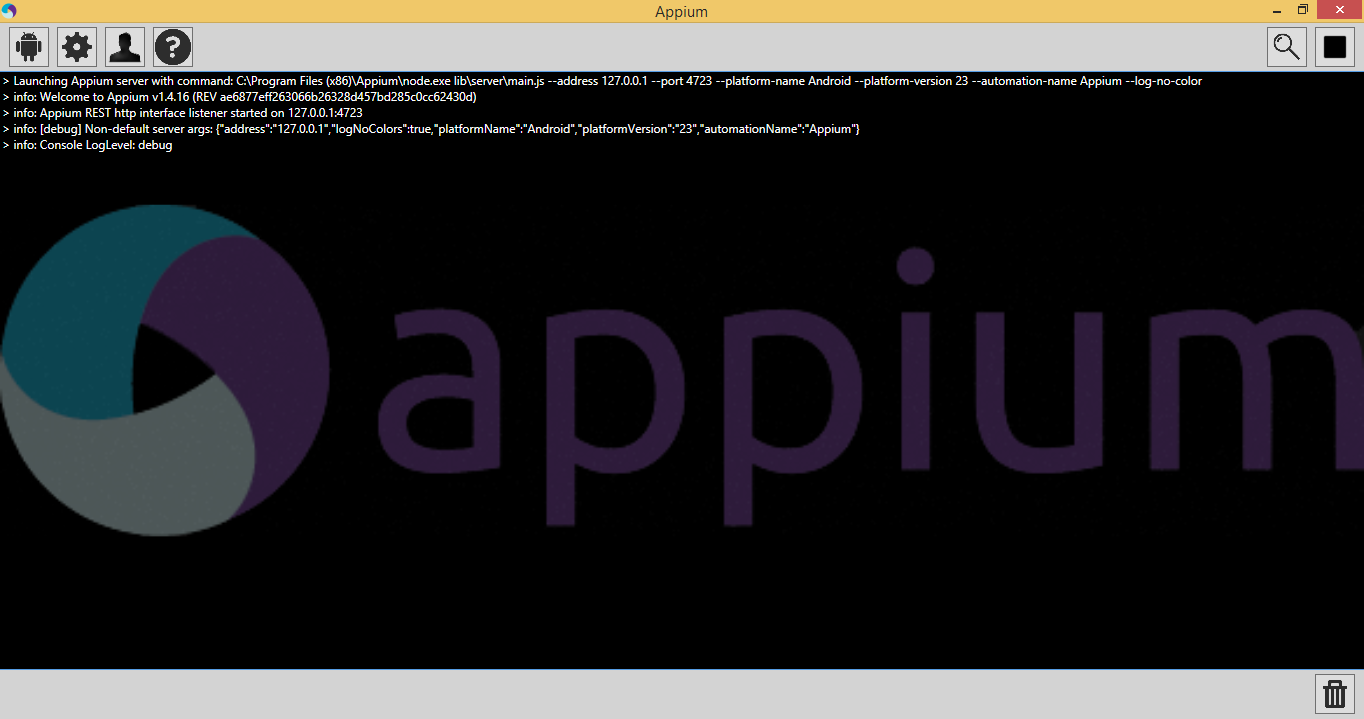 Appium
> Launching Appium server with command: C:\Program Files (x86)\Appium\node.exe lib\server\main.js --address 127.0.0.1 --port 4723 --platform-name Android --platform-version 23 --automation-name Appium --log-no-color
> info: Welcome to Appium v1.4.16 (REV ae6877eff263066b26328d457bd285c0cc62430d)
> info: Appium REST http interface listener started on 127.0.0.1:4723
> info: [debug] Non-default server args: {"address":"127.0.0.1","logNoColors":true,"platformName":"Android","platformVersion":"23","automationName":"Appium"}
> info: Console LogLevel: debug
appium